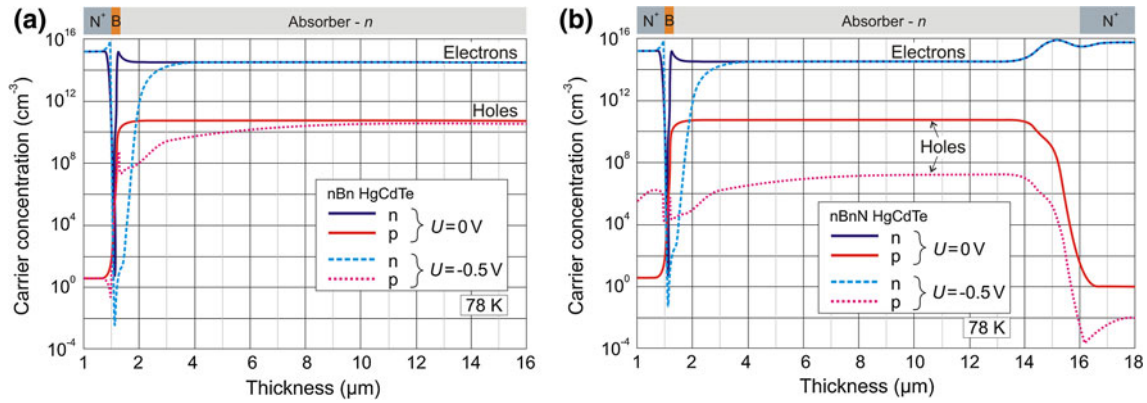 (a)
N⁺ B Absorber - n
Carrier concentration (cm⁻³)
10¹⁶
10¹²
10⁸
10⁴
10⁰
10⁻⁴
Electrons
Holes
nBn HgCdTe
n
p
U=0 V
n
p
U=-0.5 V
78 K
1 2 4 6 8 10 12 14 16
Thickness (μm)
(b)
N⁺ B Absorber - n N⁺
Carrier concentration (cm⁻³)
10¹⁶
10¹²
10⁸
10⁴
10⁰
10⁻⁴
Electrons
Holes
nBnN HgCdTe
n
p
U=0 V
n
p
U=-0.5 V
78 K
1 2 4 6 8 10 12 14 16 18
Thickness (μm)